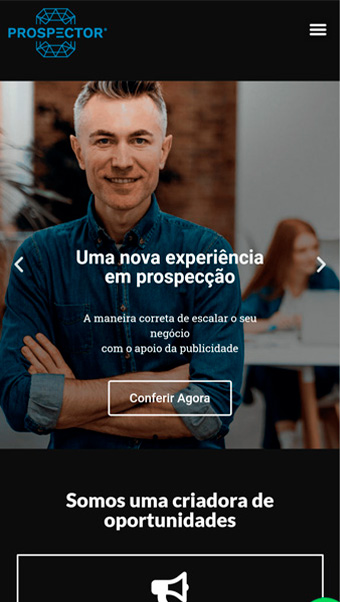 PROSPECTOR®
Uma nova experiência
em prospecção
A maneira correta de escalar o seu
negócio
com o apoio da publicidade
Conferir Agora
Somos uma criadora de
oportunidades